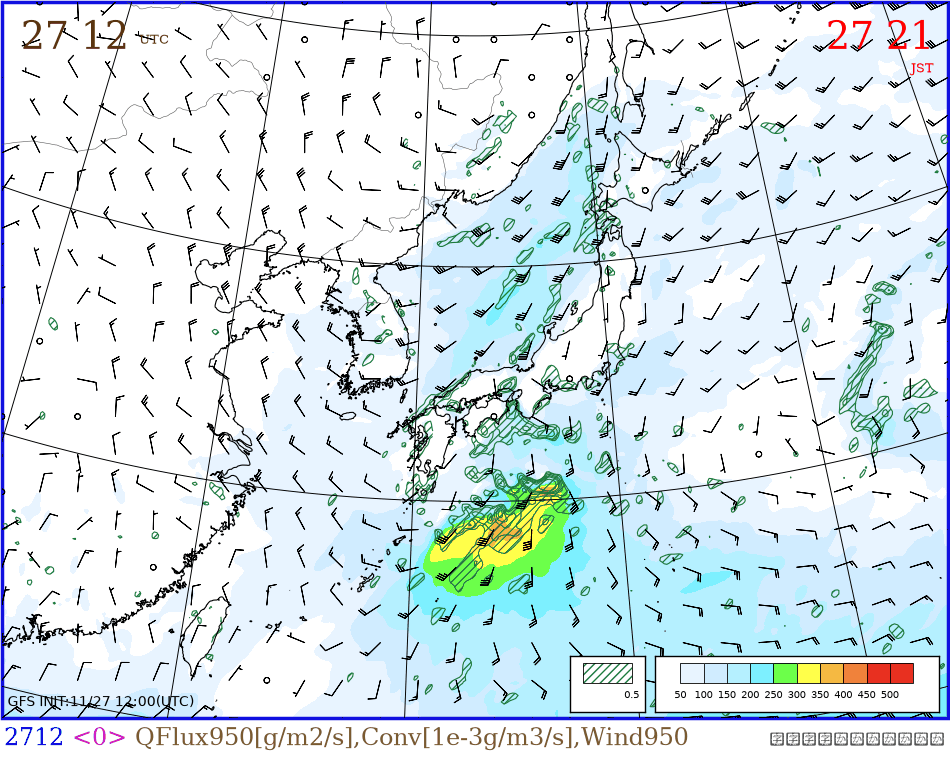 27 12 UTC
27 21
JST
0.5
50 100 150 200 250 300 350 400 450 500
GFS INIT:11/27 12:00(UTC)
2712 <0> QFlux950[g/m2/s],Conv[1e-3g/m3/s],Wind950